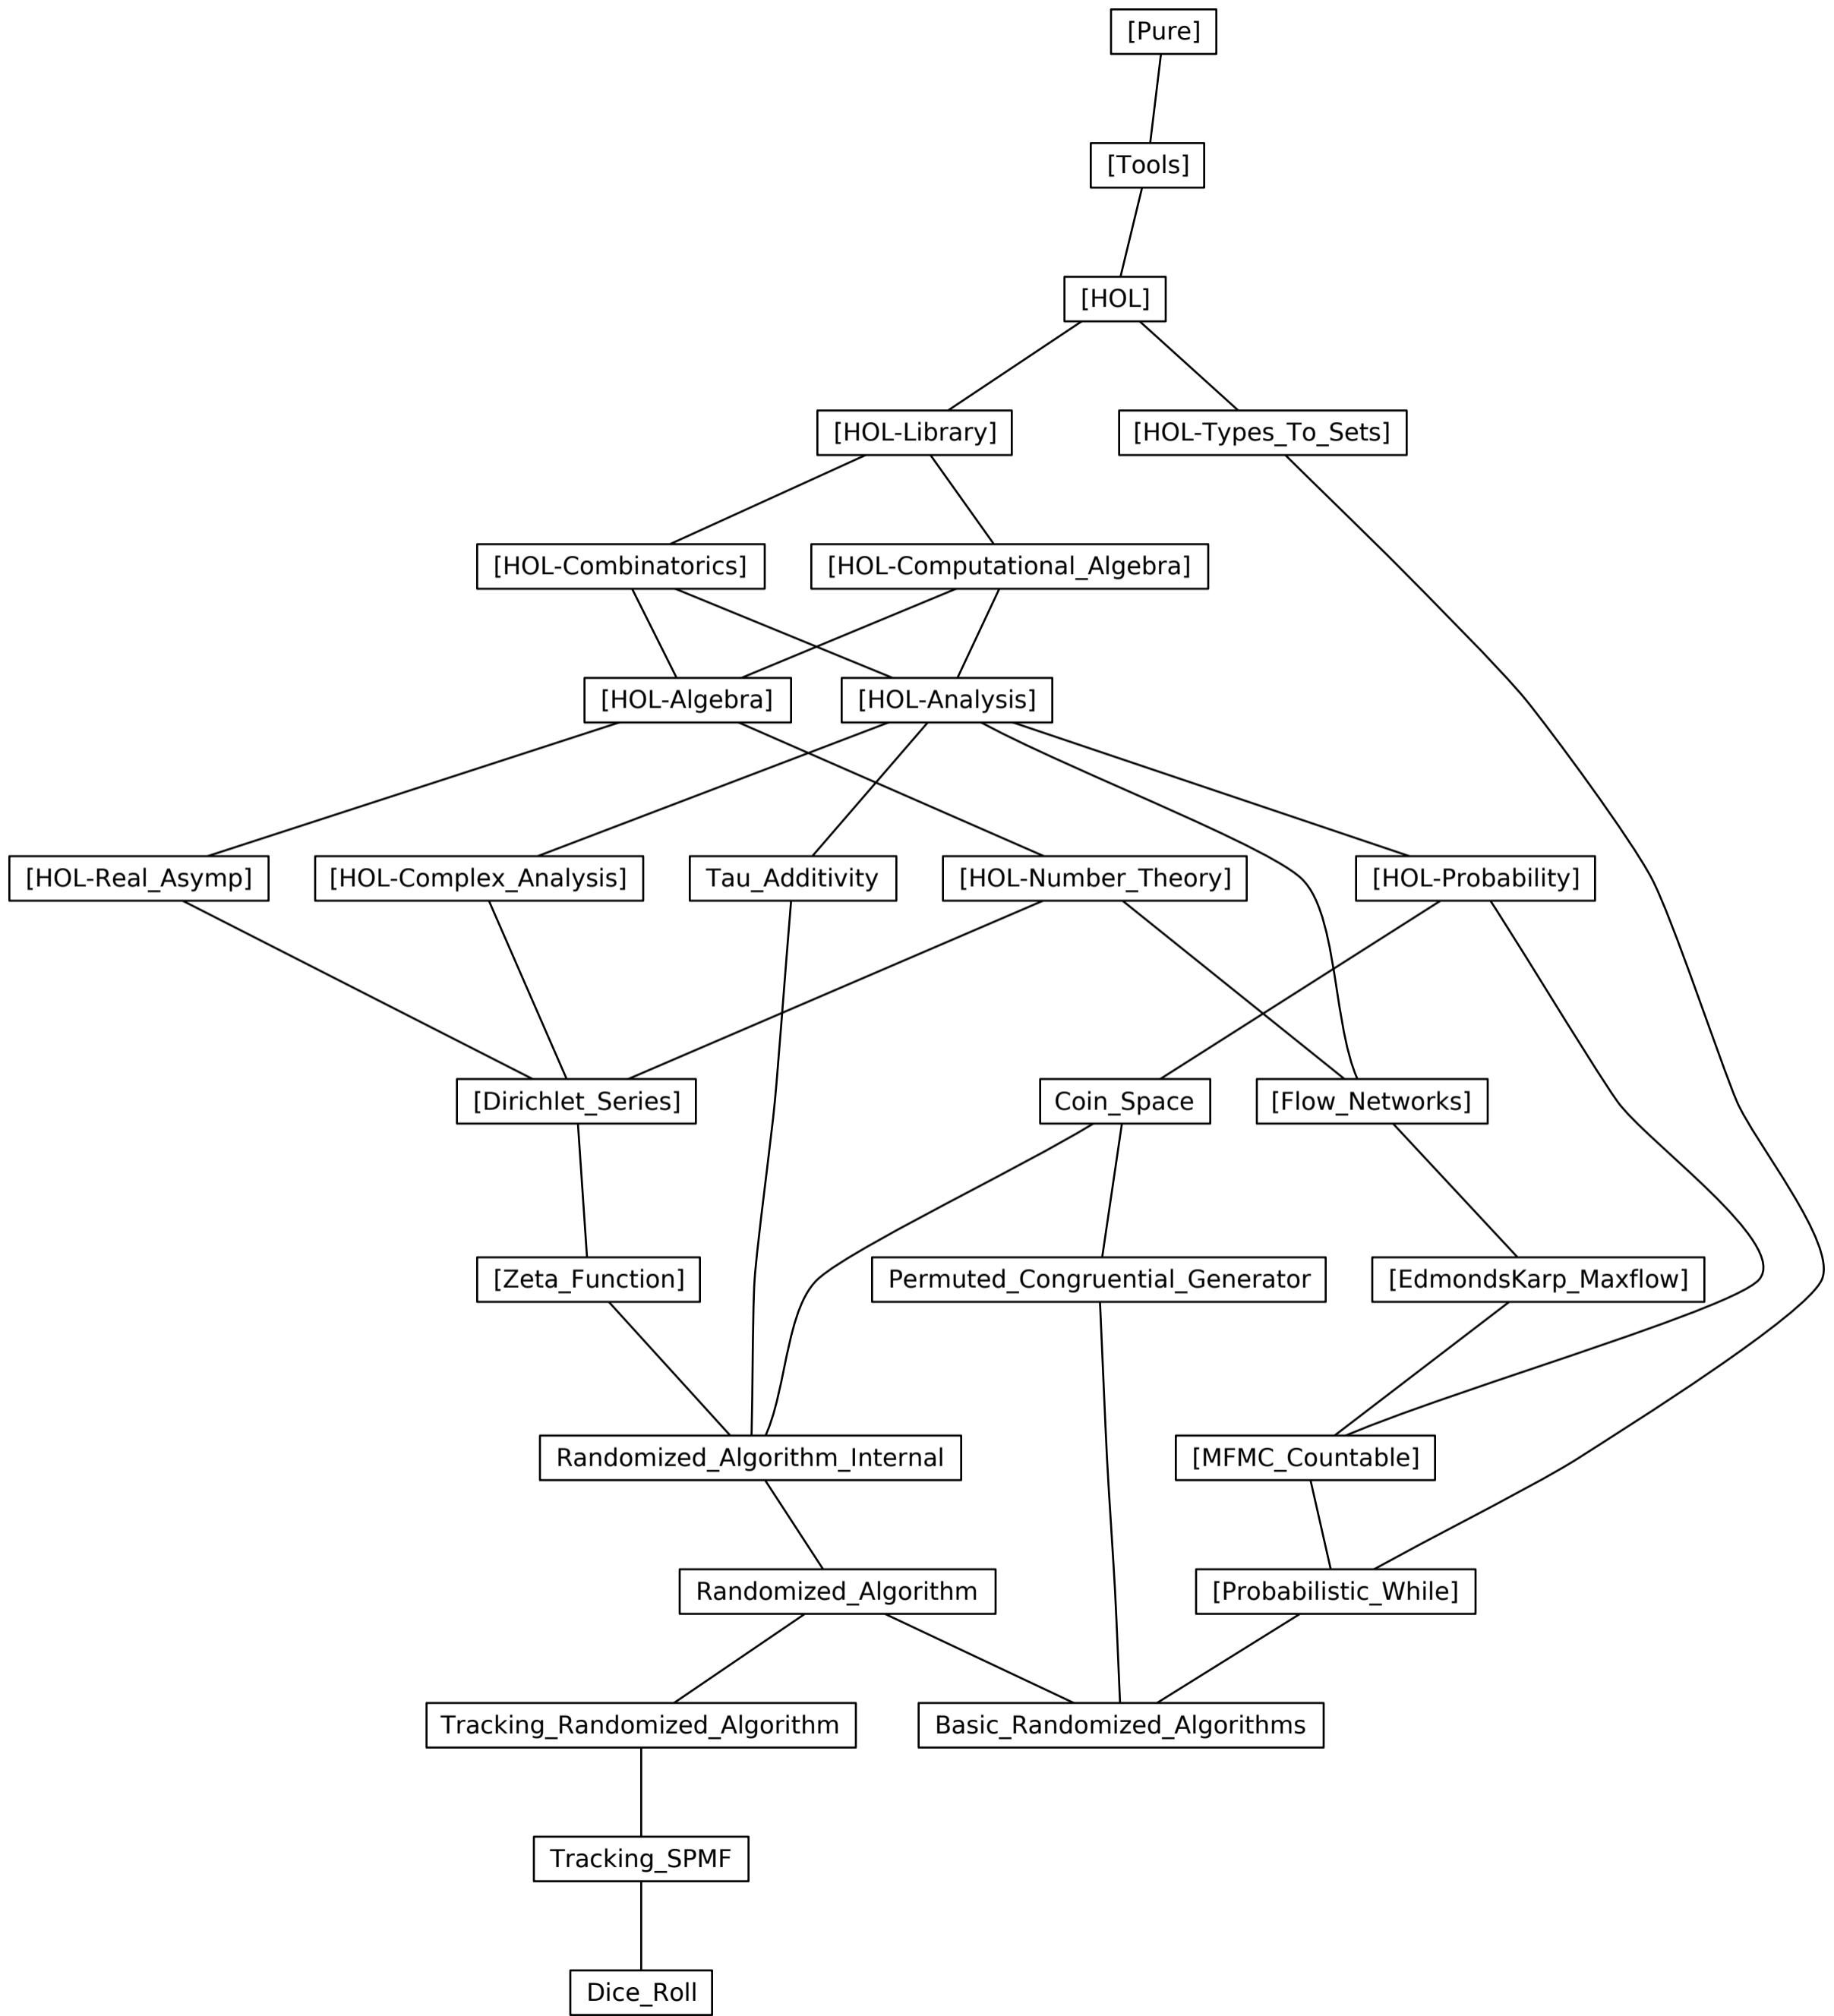 [Pure]
[Tools]
[HOL]
[HOL-Library]
[HOL-Types_To_Sets]
[HOL-Combinatorics]
[HOL-Computational_Algebra]
[HOL-Algebra]
[HOL-Analysis]
[HOL-Real_Asymp]
[HOL-Complex_Analysis]
Tau_Additivity
[HOL-Number_Theory]
[HOL-Probability]
[Dirichlet_Series]
Coin_Space
[Flow_Networks]
[Zeta_Function]
Permuted_Congruential_Generator
[EdmondsKarp_Maxflow]
Randomized_Algorithm_Internal
[MFMC_Countable]
Randomized_Algorithm
[Probabilistic_While]
Tracking_Randomized_Algorithm
Basic_Randomized_Algorithms
Tracking_SPMF
Dice_Roll